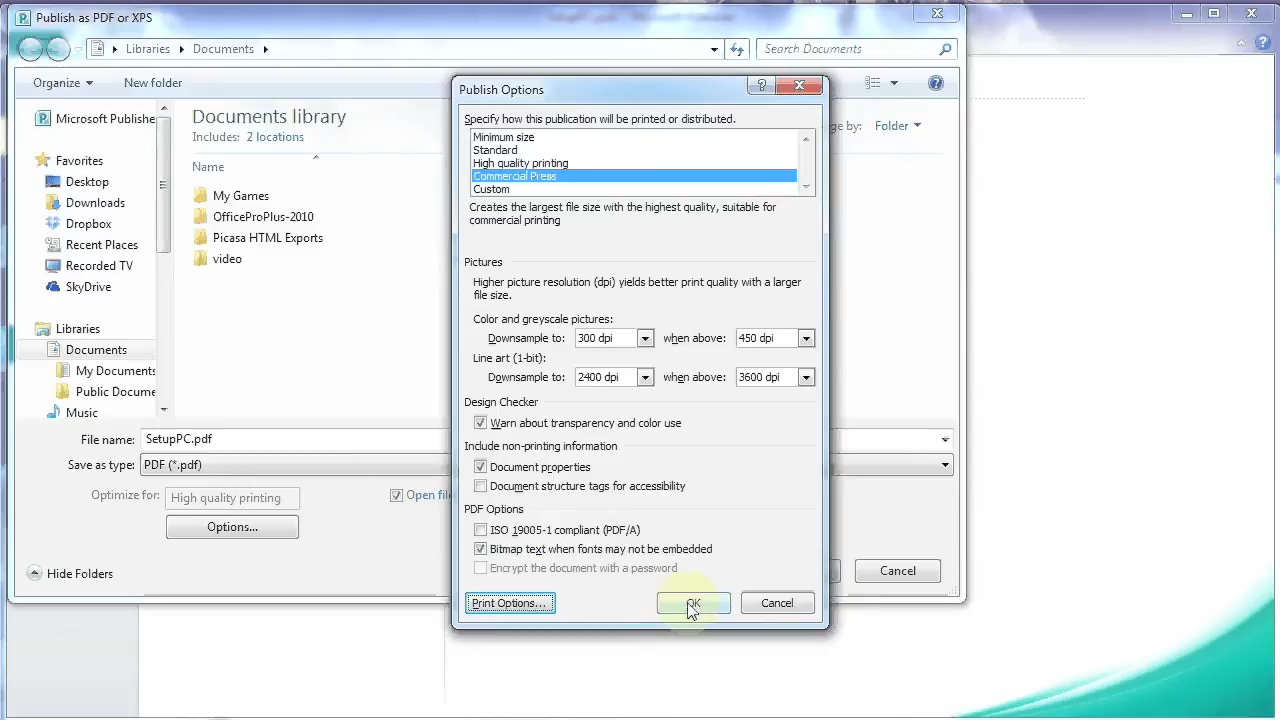 Publish as PDF or XPS
Libraries
Documents
Search Documents
Organize
New folder
Microsoft Publishe
Favorites
Desktop
Downloads
Dropbox
Recent Places
Recorded TV
SkyDrive
Libraries
Documents
My Documents
Public Docume
Music
Documents library
Includes: 2 locations
ge by:
Folder
Name
My Games
OfficeProPlus-2010
Picasa HTML Exports
video
File name:
SetupPC.pdf
Save as type:
PDF (*.pdf)
Optimize for:
High quality printing
Open file
Options...
Hide Folders
Cancel
Publish Options
Specify how this publication will be printed or distributed.
Minimum size
Standard
High quality printing
Commercial Press
Custom
Creates the largest file size with the highest quality, suitable for
commercial printing
Pictures
Higher picture resolution (dpi) yields better print quality with a larger
file size.
Color and greyscale pictures:
Downsample to: 300 dpi when above: 450 dpi
Line art (1-bit):
Downsample to: 2400 dpi when above: 3600 dpi
Design Checker
Warn about transparency and color use
Include non-printing information
Document properties
Document structure tags for accessibility
PDF Options
ISO 19005-1 compliant (PDF/A)
Bitmap text when fonts may not be embedded
Encrypt the document with a password
Print Options...
OK
Cancel